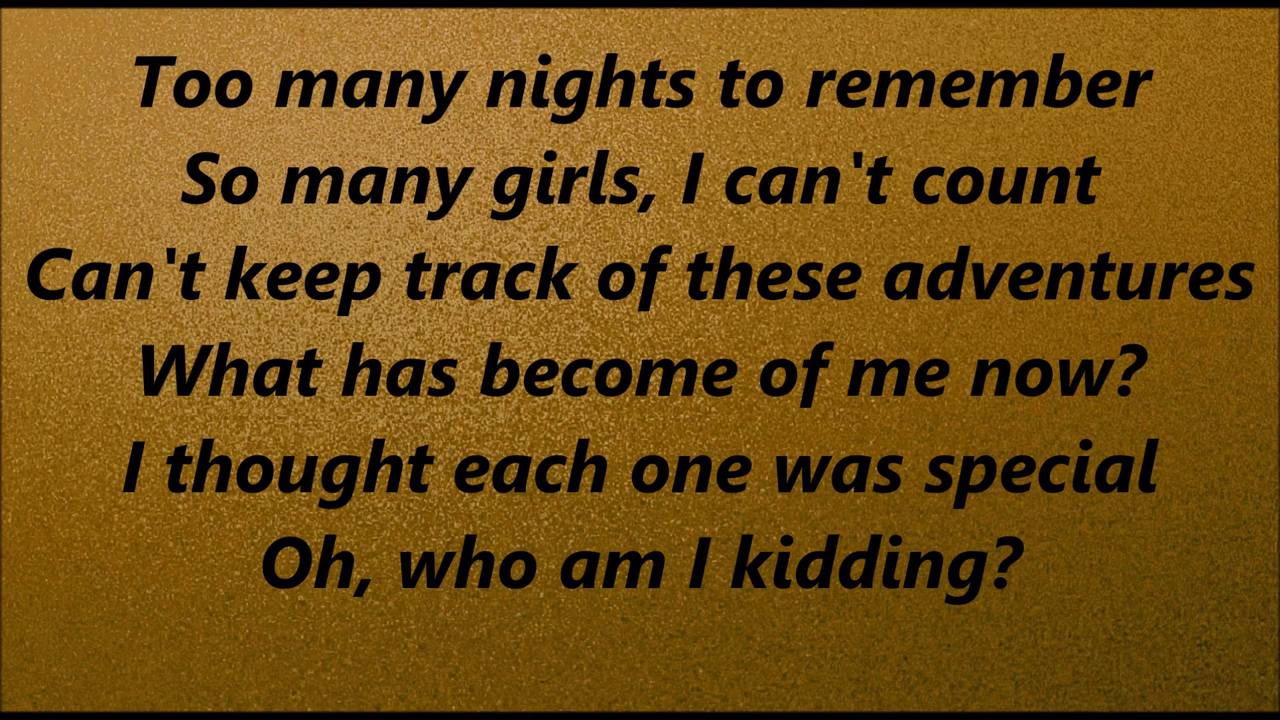 Too many nights to remember
So many girls, I can't count
Can't keep track of these adventures
What has become of me now?
I thought each one was special
Oh, who am I kidding?